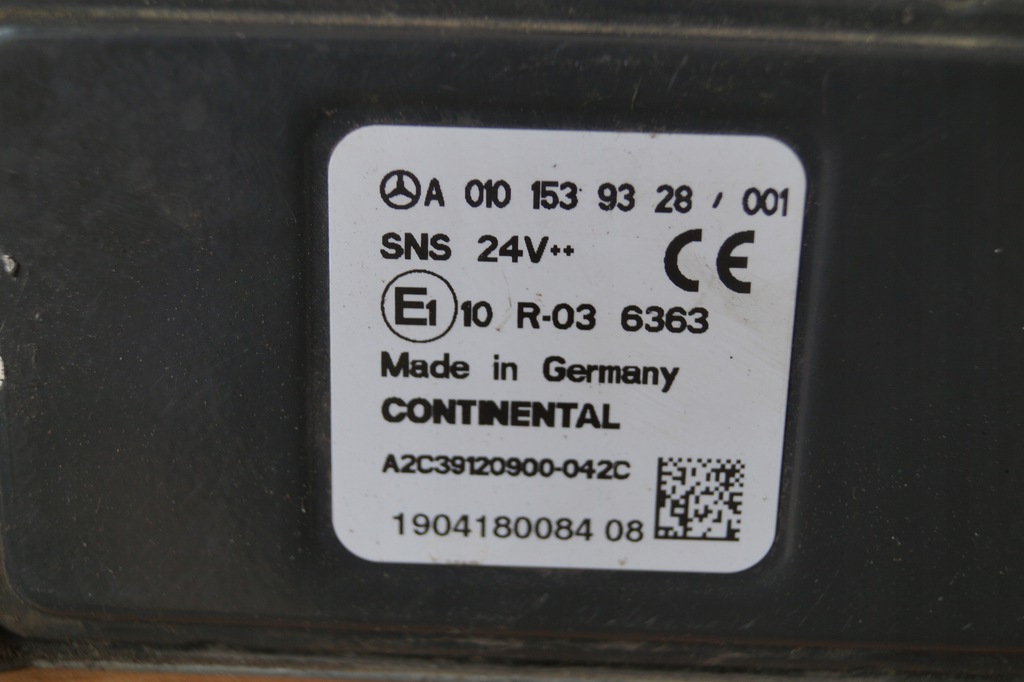 A 010 153 93 28 / 001
SNS 24V++
CE
E1 10 R-03 6363
Made in Germany
CONTINENTAL
A2C39120900-042C
1904180084 08